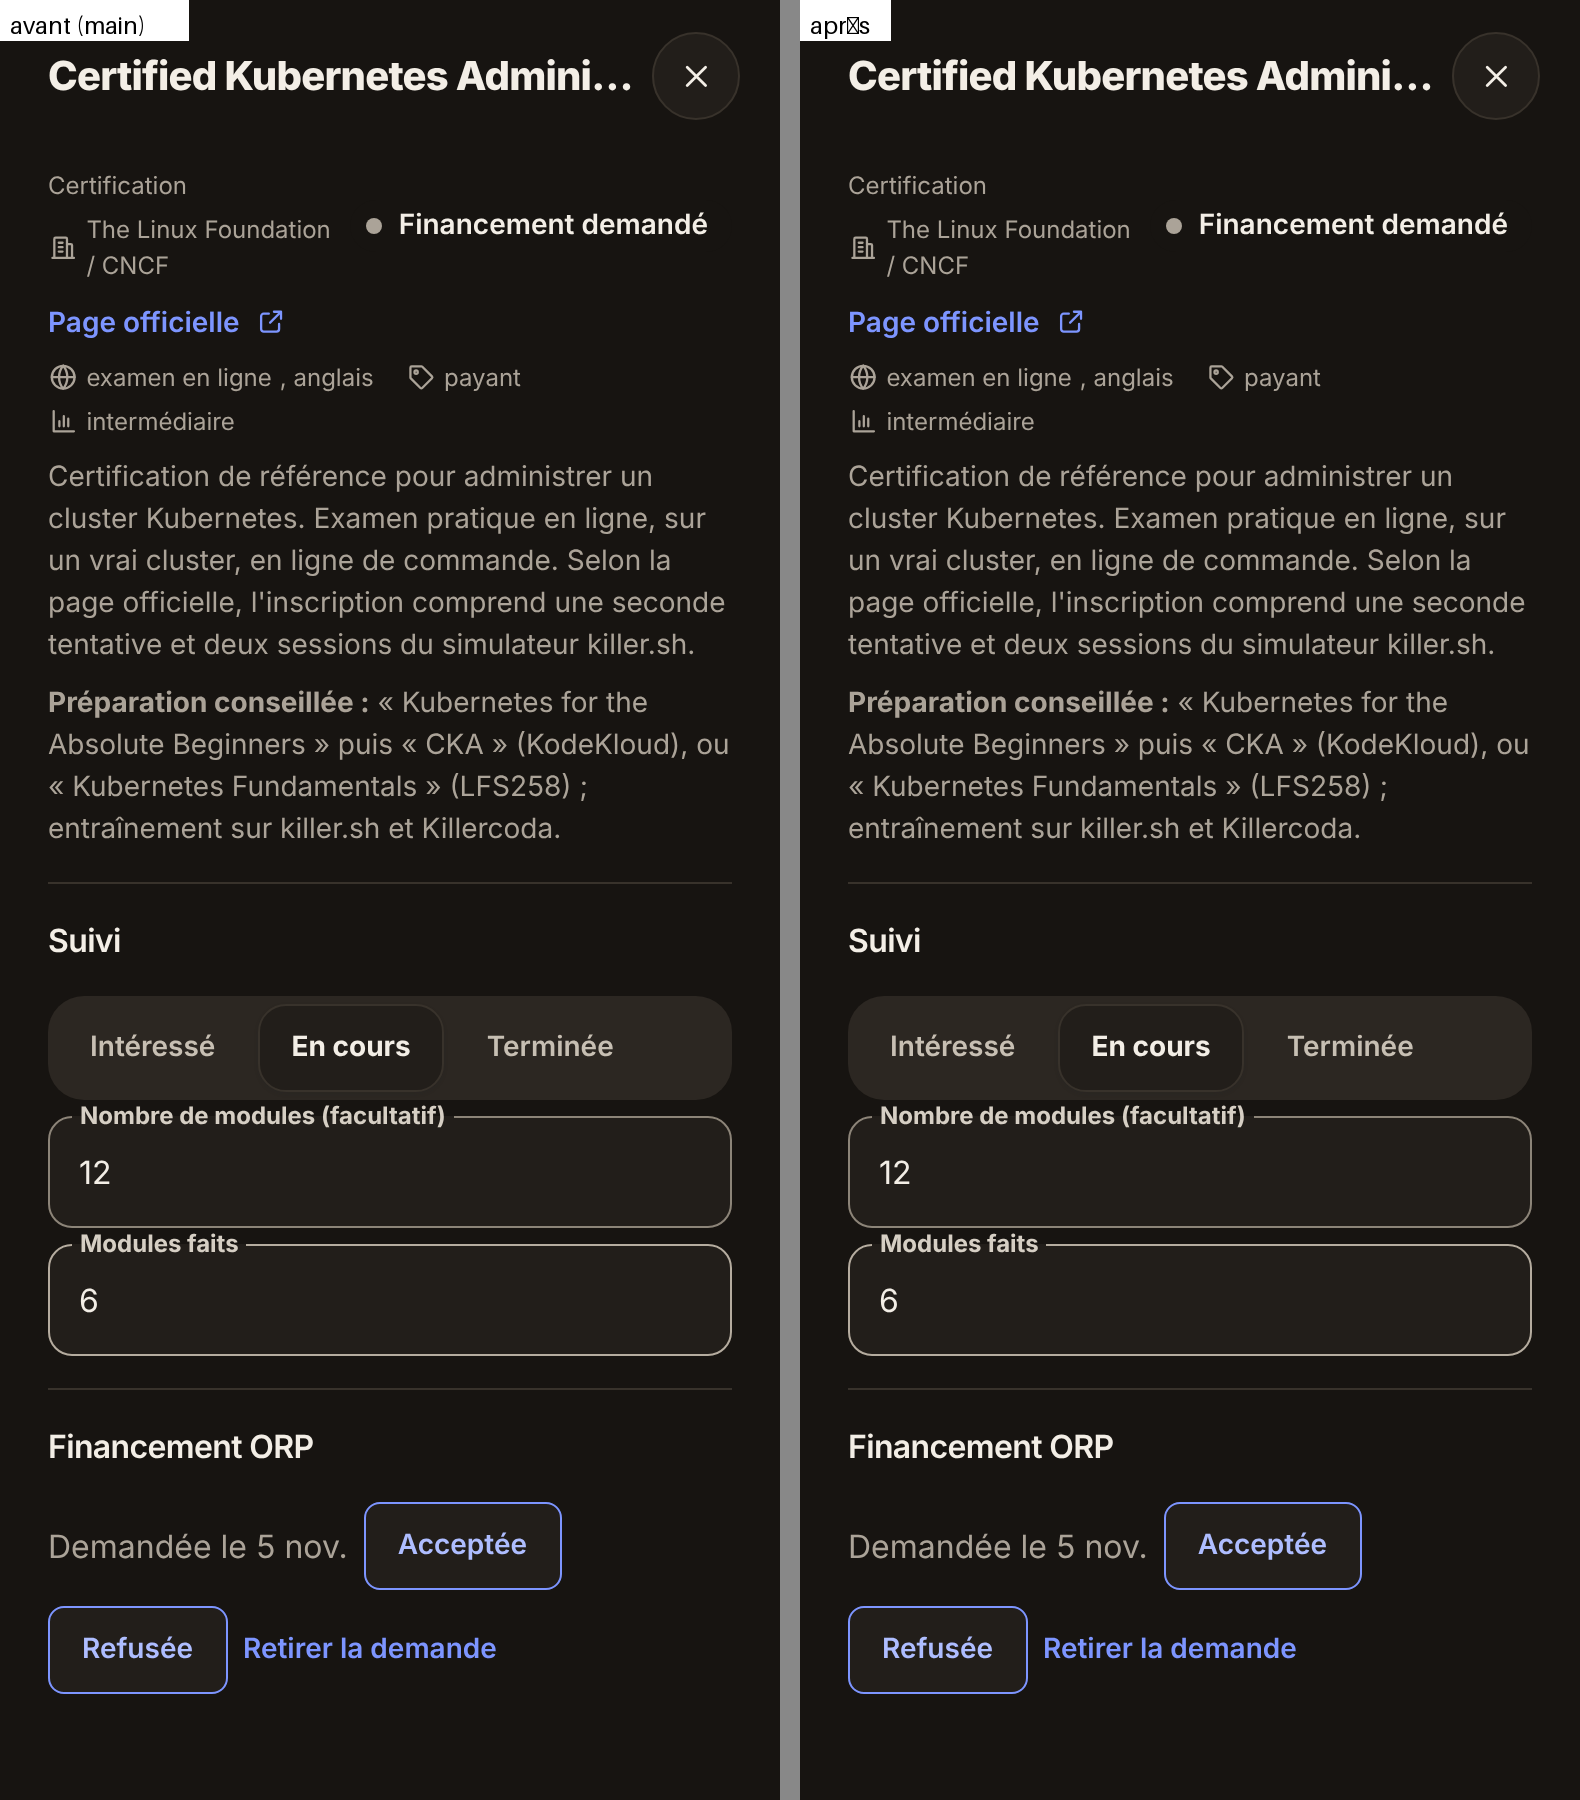 avant (main)
Certified Kubernetes Admini...
Certification
The Linux Foundation
/ CNCF
Financement demandé
Page officielle
examen en ligne , anglais
payant
intermédiaire
Certification de référence pour administrer un
cluster Kubernetes. Examen pratique en ligne, sur
un vrai cluster, en ligne de commande. Selon la
page officielle, l'inscription comprend une seconde
tentative et deux sessions du simulateur killer.sh.
Préparation conseillée : « Kubernetes for the
Absolute Beginners » puis « CKA » (KodeKloud), ou
« Kubernetes Fundamentals » (LFS258) ;
entraînement sur killer.sh et Killercoda.
Suivi
Intéressé
En cours
Terminée
Nombre de modules (facultatif)
12
Modules faits
6
Financement ORP
Demandée le 5 nov.
Acceptée
Refusée
Retirer la demande
apr☒s
Certified Kubernetes Admini...
Certification
The Linux Foundation
/ CNCF
Financement demandé
Page officielle
examen en ligne , anglais
payant
intermédiaire
Certification de référence pour administrer un
cluster Kubernetes. Examen pratique en ligne, sur
un vrai cluster, en ligne de commande. Selon la
page officielle, l'inscription comprend une seconde
tentative et deux sessions du simulateur killer.sh.
Préparation conseillée : « Kubernetes for the
Absolute Beginners » puis « CKA » (KodeKloud), ou
« Kubernetes Fundamentals » (LFS258) ;
entraînement sur killer.sh et Killercoda.
Suivi
Intéressé
En cours
Terminée
Nombre de modules (facultatif)
12
Modules faits
6
Financement ORP
Demandée le 5 nov.
Acceptée
Refusée
Retirer la demande